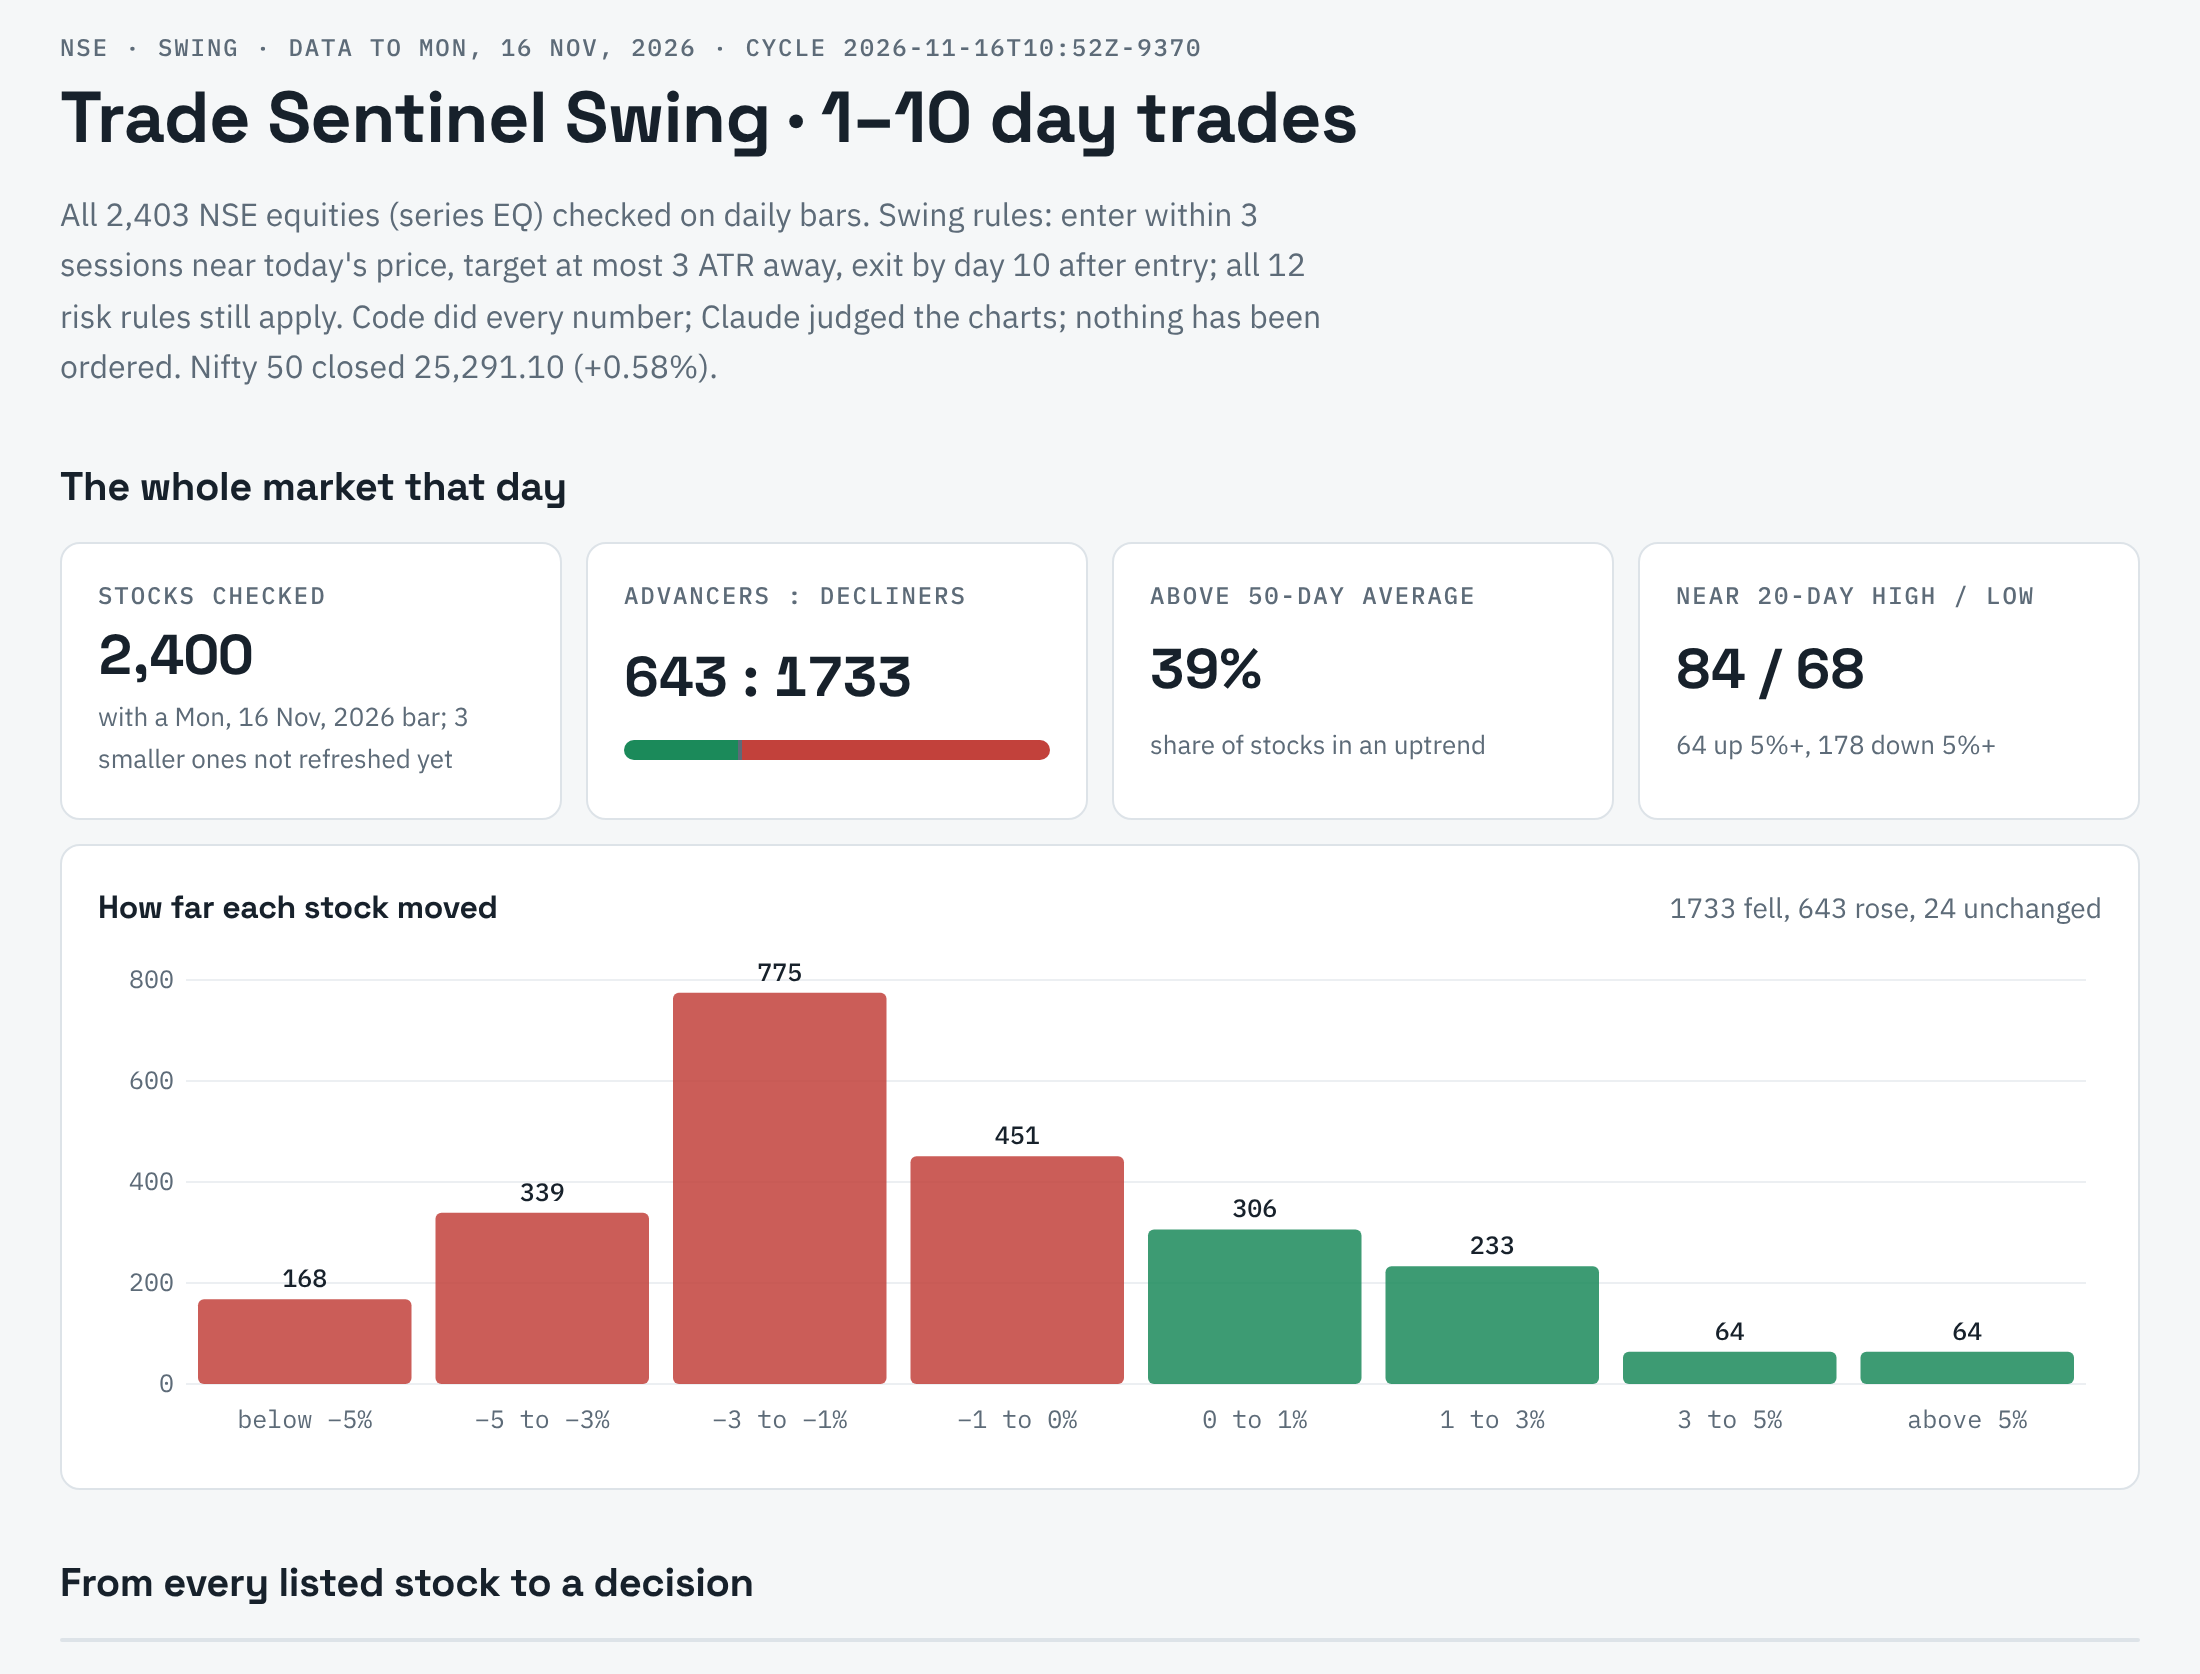 NSE · SWING · DATA TO MON, 16 NOV, 2026 · CYCLE 2026-11-16T10:52Z-9370
Trade Sentinel Swing · 1–10 day trades
All 2,403 NSE equities (series EQ) checked on daily bars. Swing rules: enter within 3
sessions near today's price, target at most 3 ATR away, exit by day 10 after entry; all 12
risk rules still apply. Code did every number; Claude judged the charts; nothing has been
ordered. Nifty 50 closed 25,291.10 (+0.58%).
The whole market that day
STOCKS CHECKED
2,400
with a Mon, 16 Nov, 2026 bar; 3
smaller ones not refreshed yet
ADVANCERS : DECLINERS
643 : 1733
ABOVE 50-DAY AVERAGE
39%
share of stocks in an uptrend
NEAR 20-DAY HIGH / LOW
84 / 68
64 up 5%+, 178 down 5%+
How far each stock moved
1733 fell, 643 rose, 24 unchanged
800
600
400
200
0
168
339
775
451
306
233
64
64
below −5%
−5 to −3%
−3 to −1%
−1 to 0%
0 to 1%
1 to 3%
3 to 5%
above 5%
From every listed stock to a decision